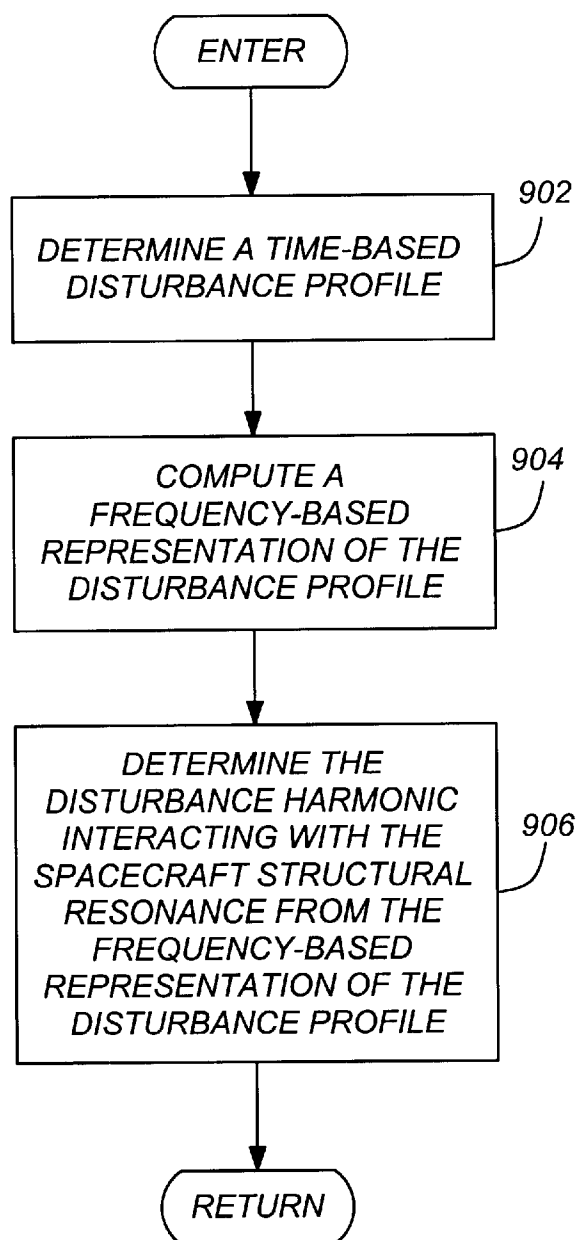 ENTER
902
DETERMINE A TIME-BASED
DISTURBANCE PROFILE
904
COMPUTE A
FREQUENCY-BASED
REPRESENTATION OF THE
DISTURBANCE PROFILE
906
DETERMINE THE
DISTURBANCE HARMONIC
INTERACTING WITH THE
SPACECRAFT STRUCTURAL
RESONANCE FROM THE
FREQUENCY-BASED
REPRESENTATION OF THE
DISTURBANCE PROFILE
RETURN